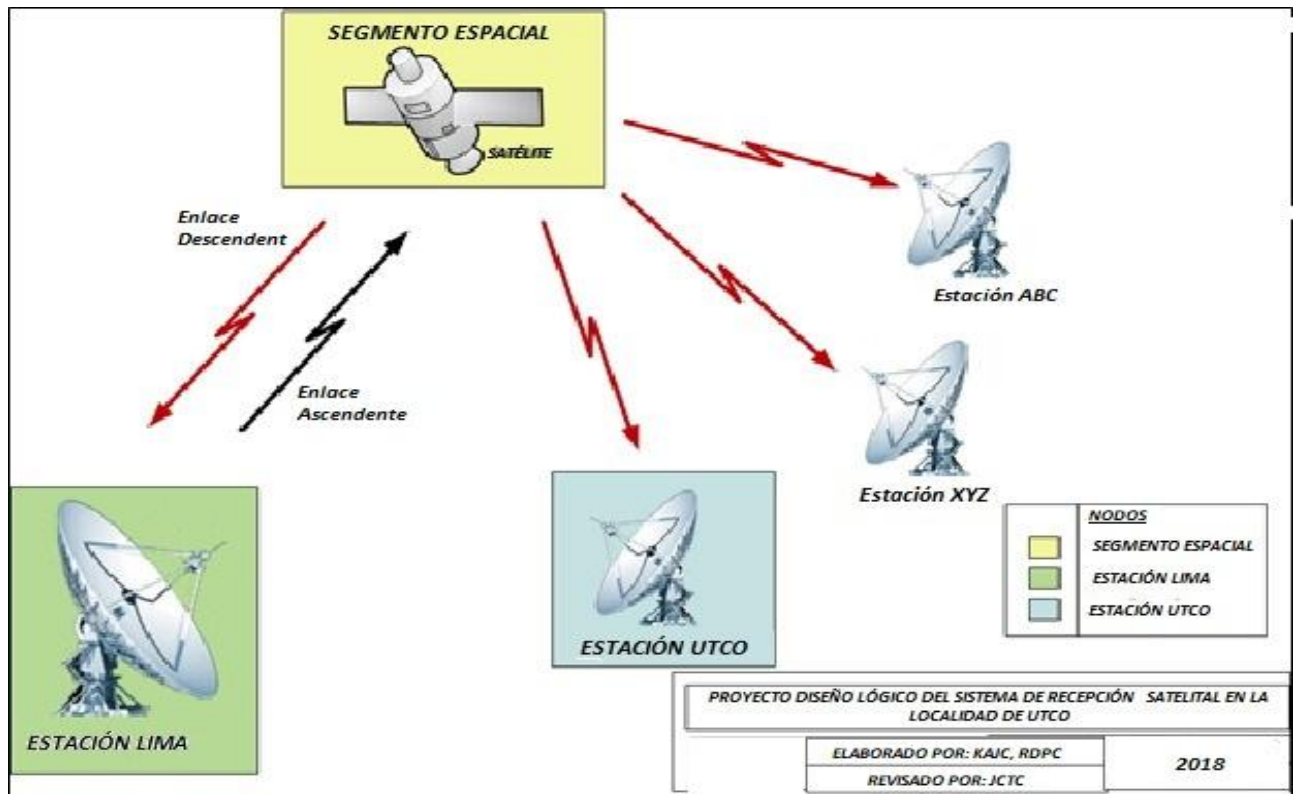 SEGMENTO ESPACIAL
SATÉLITE
Enlace
Descendent
Enlace
Ascendente
Estación ABC
Estación XYZ
ESTACIÓN LIMA
ESTACIÓN UTCO
NODOS
SEGMENTO ESPACIAL
ESTACIÓN LIMA
ESTACIÓN UTCO
PROYECTO DISEÑO LÓGICO DEL SISTEMA DE RECEPCIÓN SATELITAL EN LA
LOCALIDAD DE UTCO
ELABORADO POR: KAJC, RDPC
REVISADO POR: JCTC
2018